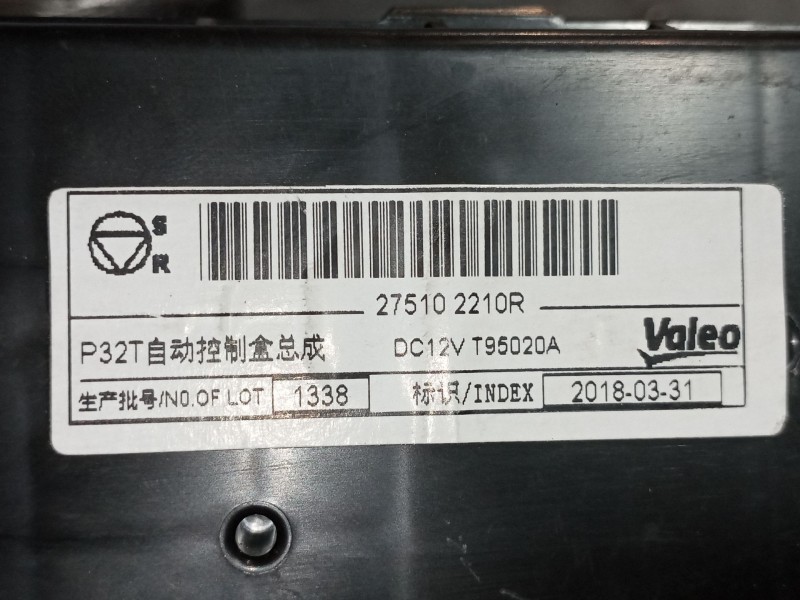 S
R
27510 2210R
P32T自动控制盒总成 DC12V T95020A Valeo
生产批号/NO.OF LOT 1338 标识/INDEX 2018-03-31